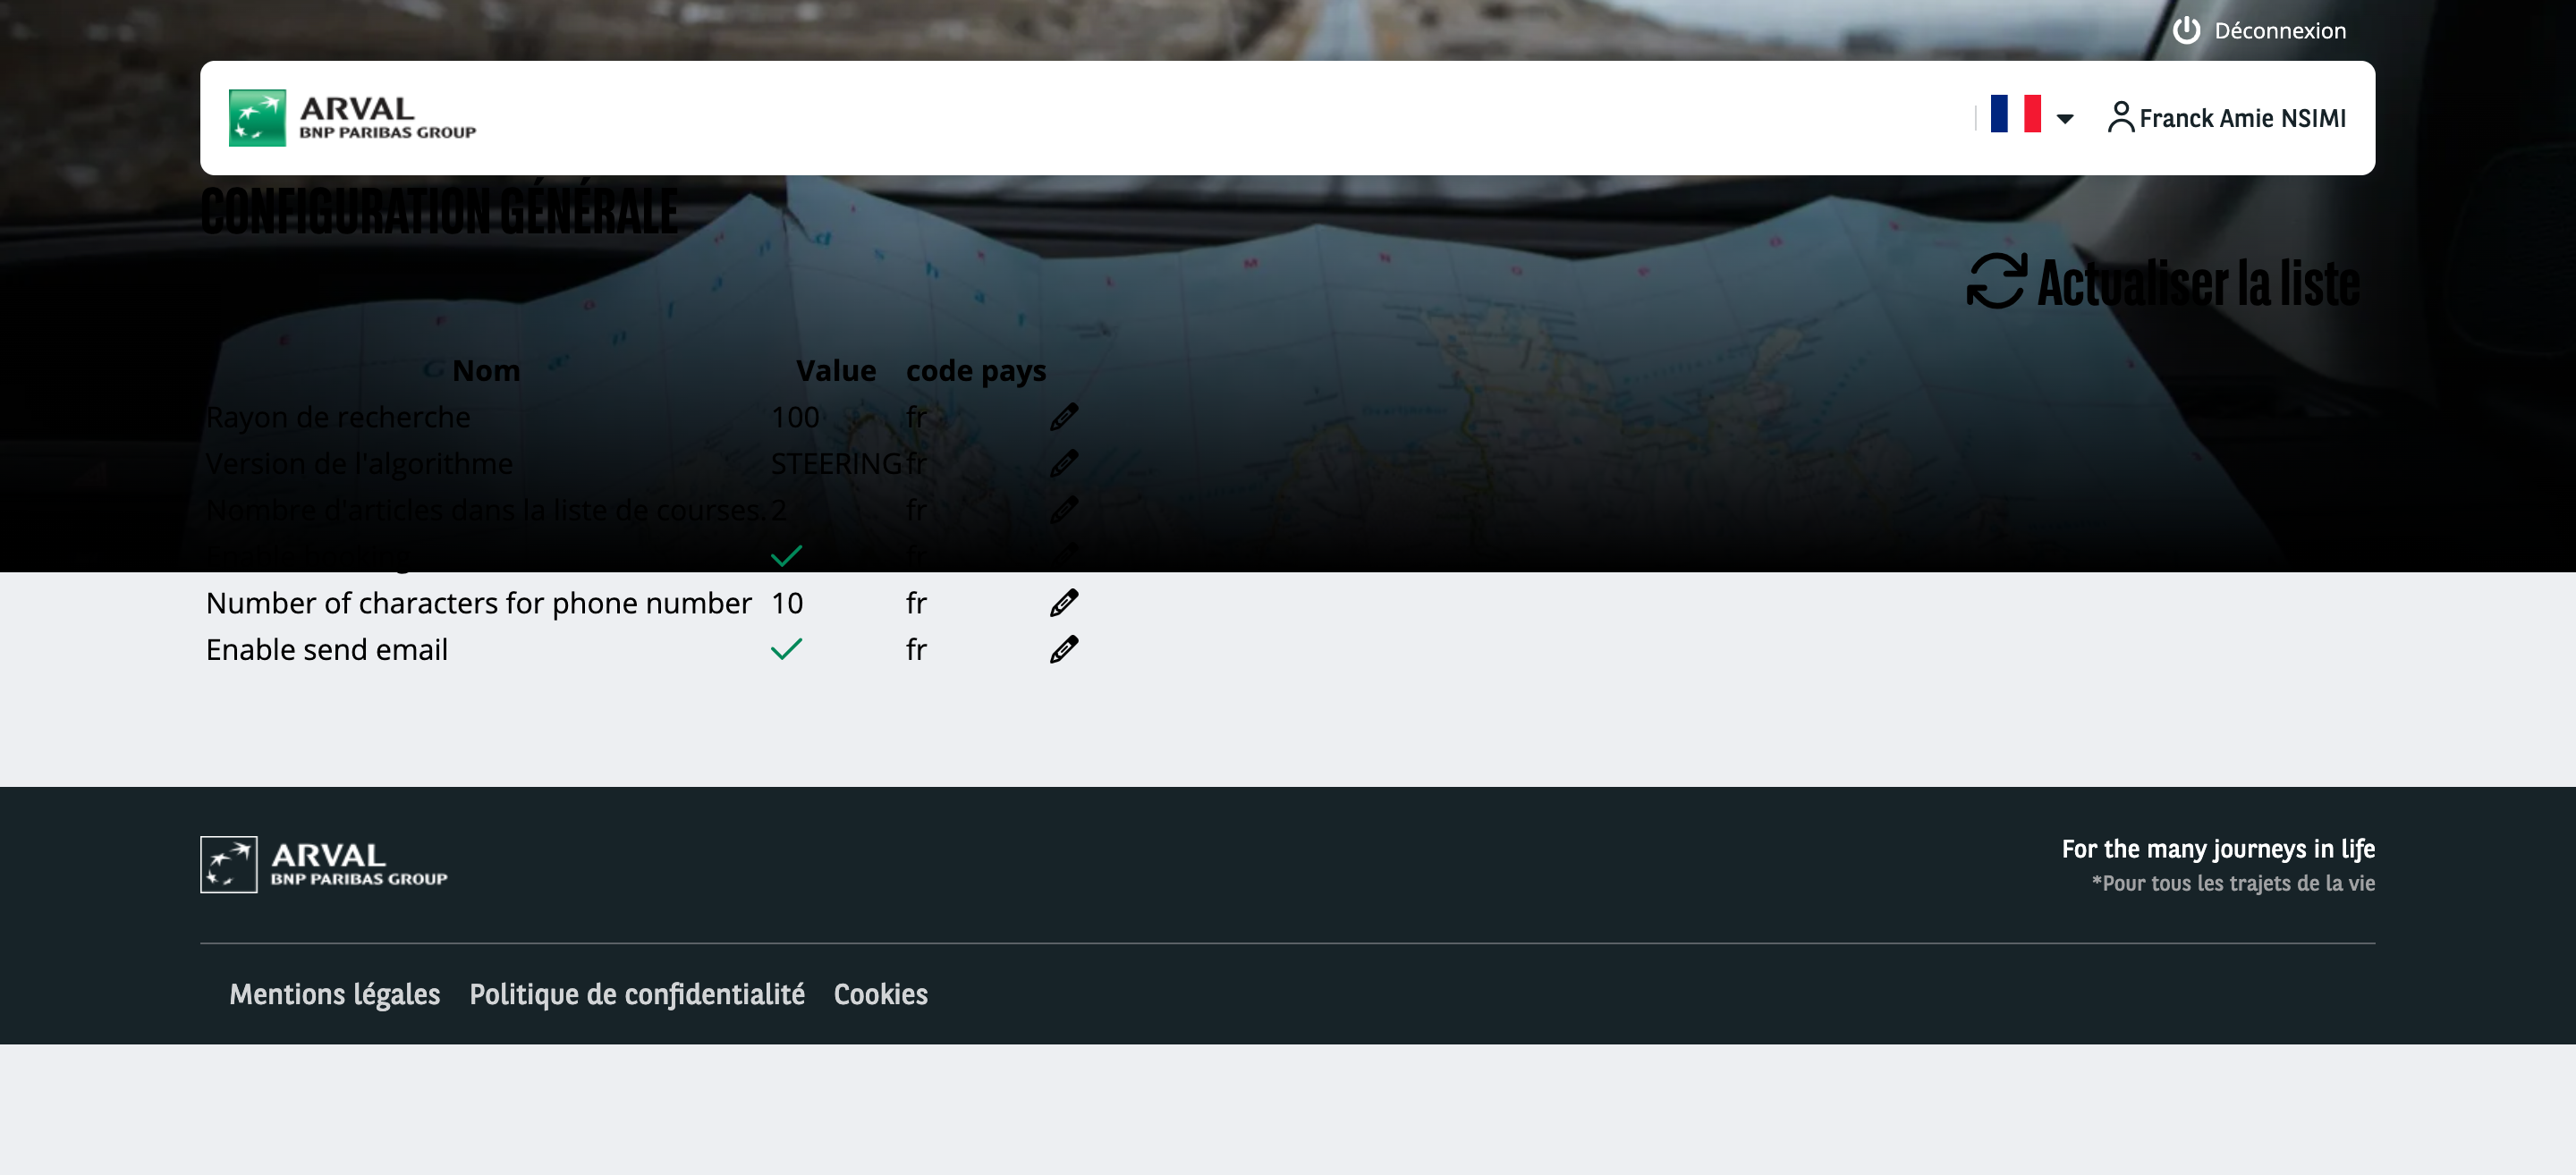 Déconnexion
ARVAL
BNP PARIBAS GROUP
Franck Amie NSIMI
CONFIGURATION GÉNÉRALE
Actualiser la liste
Nom Value code pays
Rayon de recherche 100 fr
Version de l'algorithme STEERING fr
Nombre d'articles dans la liste de courses. 2 fr
fr
Number of characters for phone number 10 fr
Enable send email fr
ARVAL
BNP PARIBAS GROUP
For the many journeys in life
*Pour tous les trajets de la vie
Mentions légales Politique de confidentialité Cookies